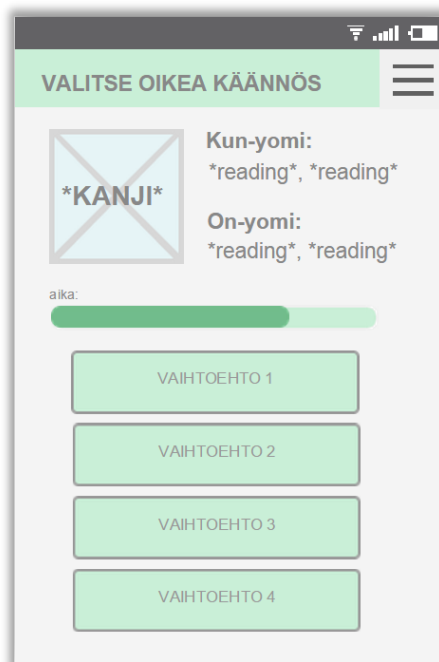 VALITSE OIKEA KÄÄNNÖS
*KANJI*
Kun-yomi:
*reading*, *reading*
On-yomi:
*reading*, *reading*
aika:
VAIHTOEHTO 1
VAIHTOEHTO 2
VAIHTOEHTO 3
VAIHTOEHTO 4